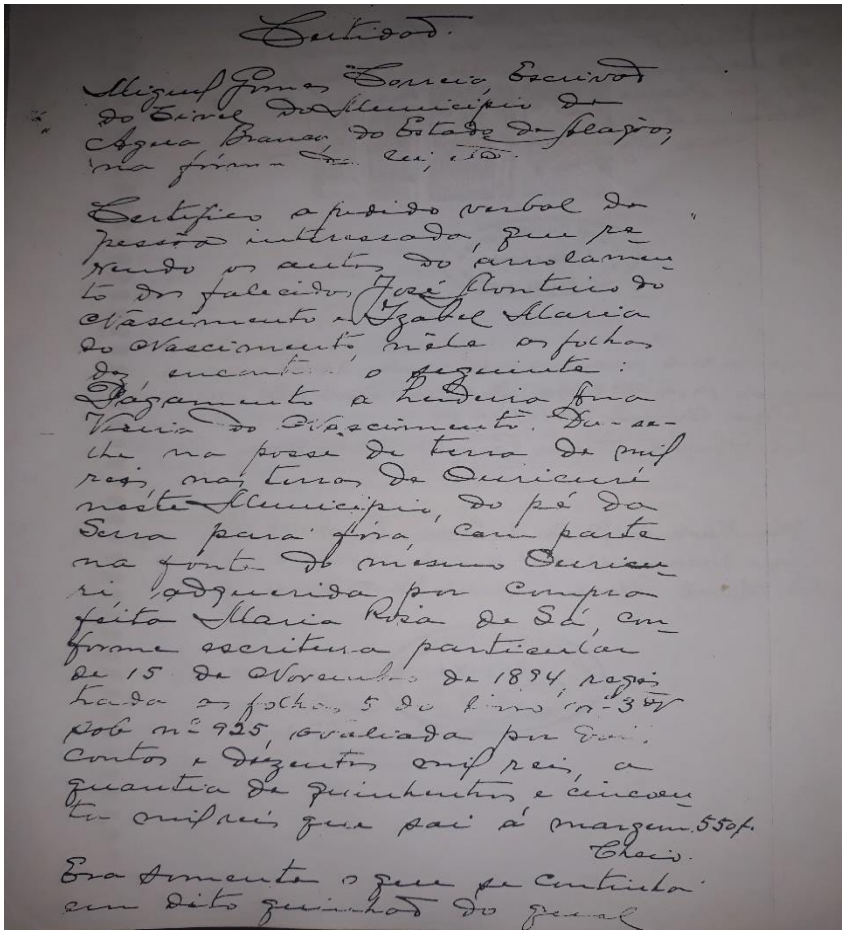 Certidão.
Miguel Gomes Correia, Escrivão
do Civel do Municipio de
Agua Branca, do Estado de Alagôas,
na fórma da lei, etc.
Certifico a pedido verbal da
pessôa interessada, que re-
vendo os autos do arrolamen-
to dos falecidos, José Monteiro do
Nascimento e Izabel Maria
do Nascimento, nêle as folhas
dez encontrei o seguinte:
Pagamento a herdeira Ana
Vieira do Nascimento. Da-se-
lhe na posse de terra de mil
reis, nas terras de Ouricuri
neste Municipio, do pé da
Serra para fóra, com parte
na fonte do mesmo Ouricu-
ri, adquerida por compra
feita Maria Rosa de Sá, con-
forme escritura particular
de 15 de Novembro de 1894, regis
trada as folhas 5 do livro nº 3
sob nº 925, avaliada por dois
contos e duzentos mil reis, a
quantia de quinhentos e cincoen-
ta mil reis que sai á margem. 550$.
Cheio.
Era somente o que se continha
em dito quinhão do qual